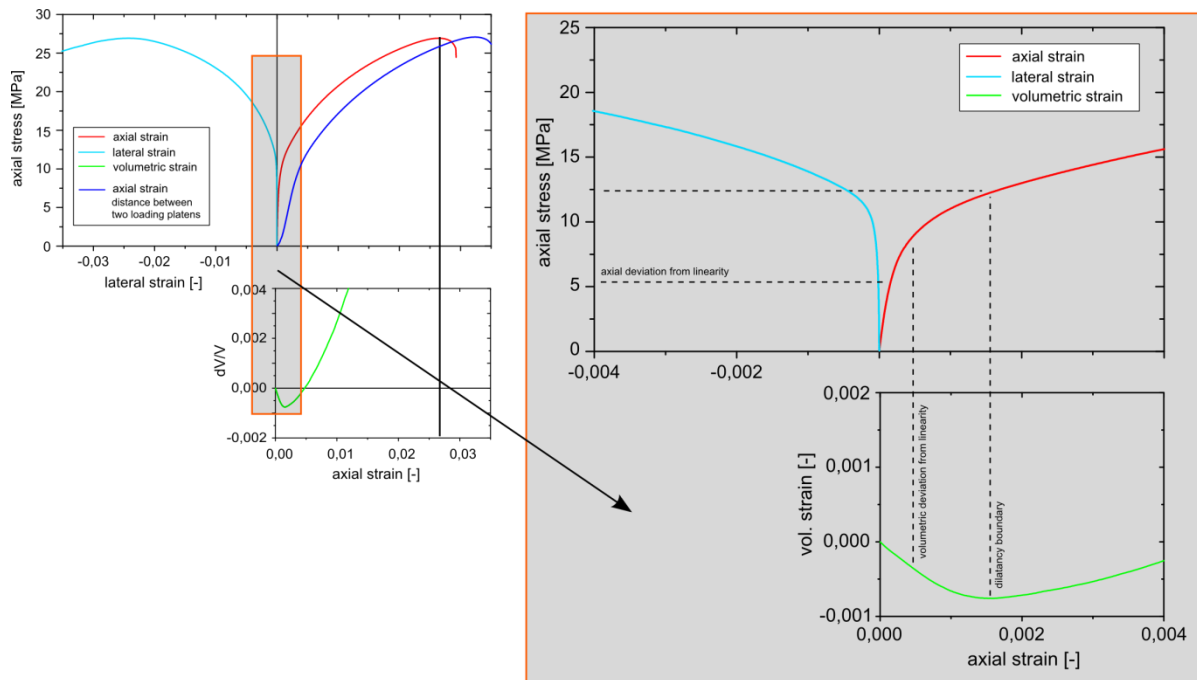 30
25
20
15
10
5
0
axial stress [MPa]
axial strain
lateral strain
volumetric strain
axial strain
distance between
two loading platens
-0,03
-0,02
-0,01
lateral strain [-]
0,004
0,002
0,000
-0,002
dV/V
0,00
0,01
0,02
0,03
axial strain [-]
25
20
15
10
5
0
axial stress [MPa]
axial strain
lateral strain
volumetric strain
axial deviation from linearity
-0,004
-0,002
0,002
0,001
0,000
-0,001
vol. strain [-]
volumetric deviation from linearity
dilatancy boundary
0,000
0,002
0,004
axial strain [-]